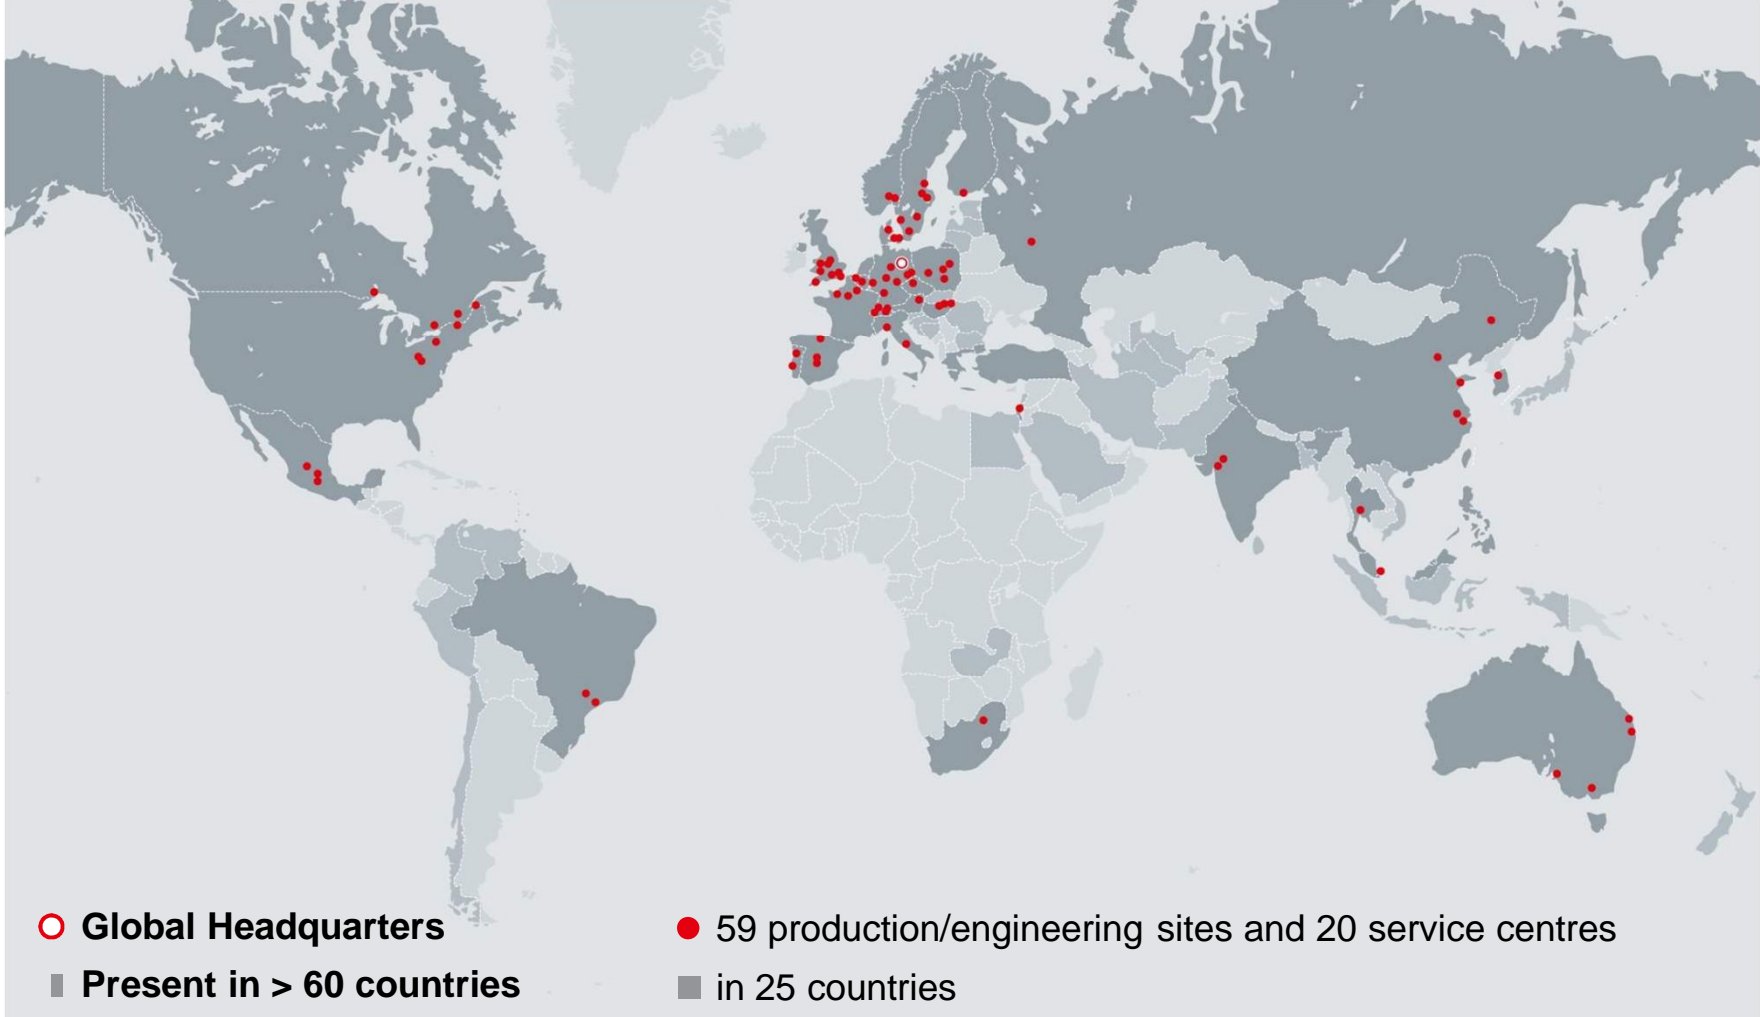 Global Headquarters
59 production/engineering sites and 20 service centres
Present in > 60 countries
in 25 countries